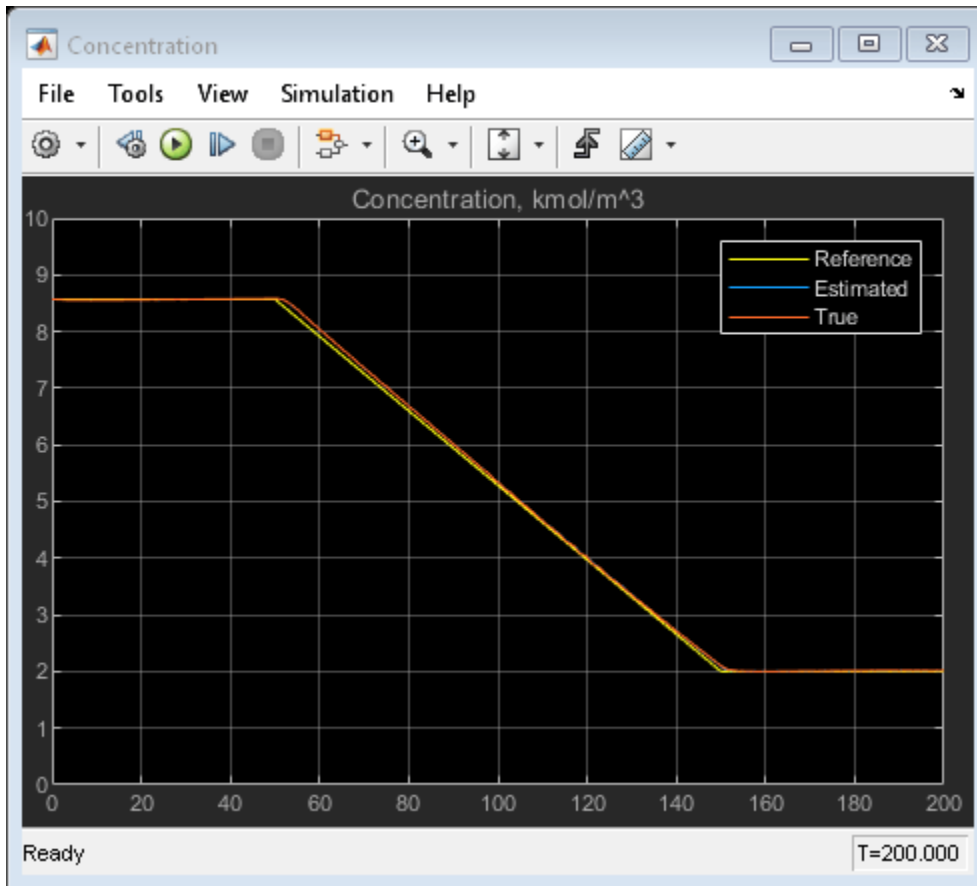 Concentration
File Tools View Simulation Help
Concentration, kmol/m^3
10
9
8
7
6
5
4
3
2
1
0
Reference
Estimated
True
0 20 40 60 80 100 120 140 160 180 200
Ready T=200.000